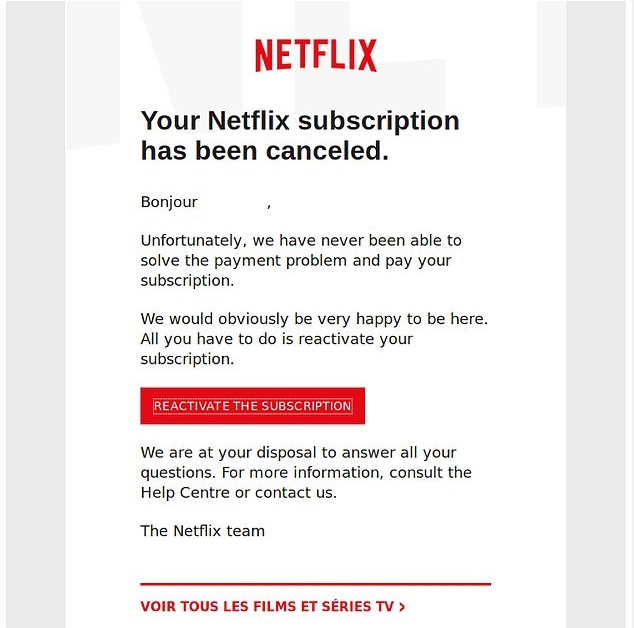 NETFLIX
Your Netflix subscription
has been canceled.
Bonjour ,
Unfortunately, we have never been able to
solve the payment problem and pay your
subscription.
We would obviously be very happy to be here.
All you have to do is reactivate your
subscription.
REACTIVATE THE SUBSCRIPTION
We are at your disposal to answer all your
questions. For more information, consult the
Help Centre or contact us.
The Netflix team
VOIR TOUS LES FILMS ET SÉRIES TV ›